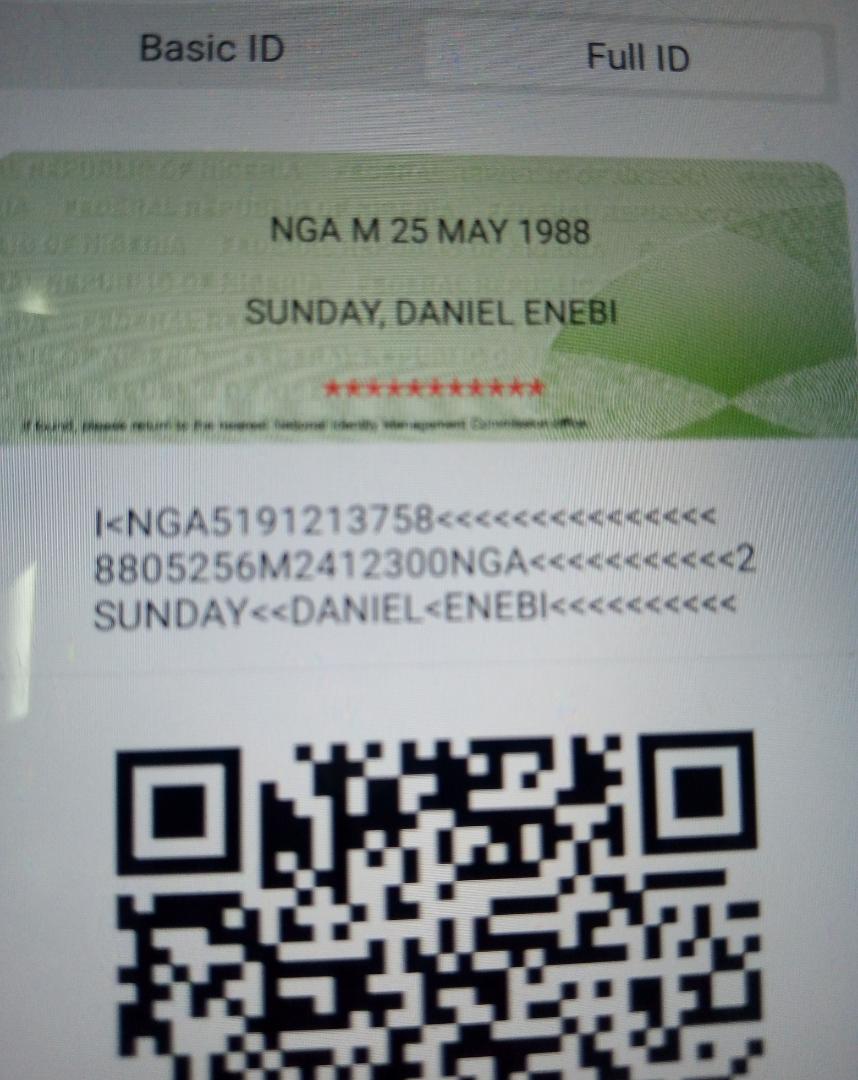 Basic ID
Full ID
NGA M 25 MAY 1988
SUNDAY, DANIEL ENEBI
***********
If found, please return to the nearest National Identity Management Commission office.
I<NGA5191213758<<<<<<<<<<<<<<<
8805256M2412300NGA<<<<<<<<<<<2
SUNDAY<<DANIEL<ENEBI<<<<<<<<<<